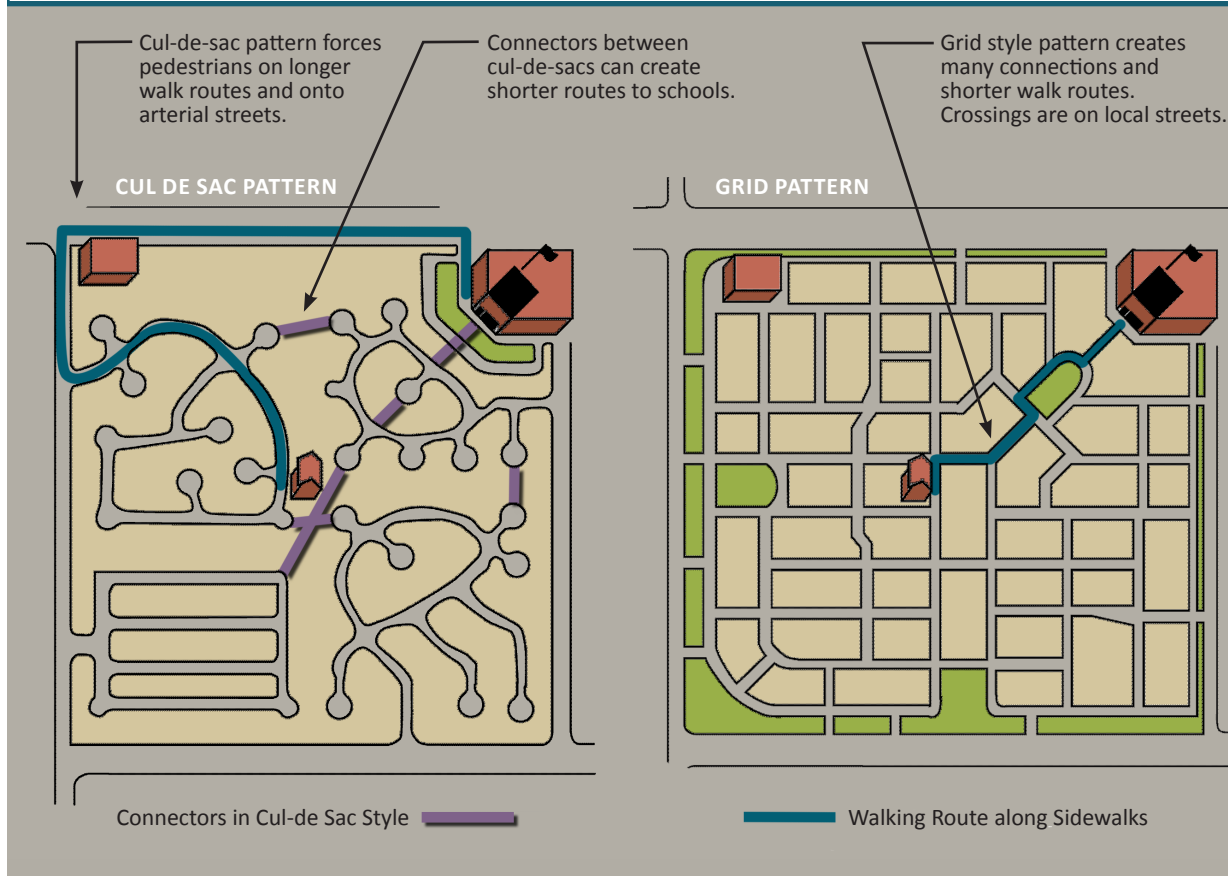 Cul-de-sac pattern forces
pedestrians on longer
walk routes and onto
arterial streets.
Connectors between
cul-de-sacs can create
shorter routes to schools.
Grid style pattern creates
many connections and
shorter walk routes.
Crossings are on local streets.
CUL DE SAC PATTERN
GRID PATTERN
Connectors in Cul-de Sac Style
Walking Route along Sidewalks